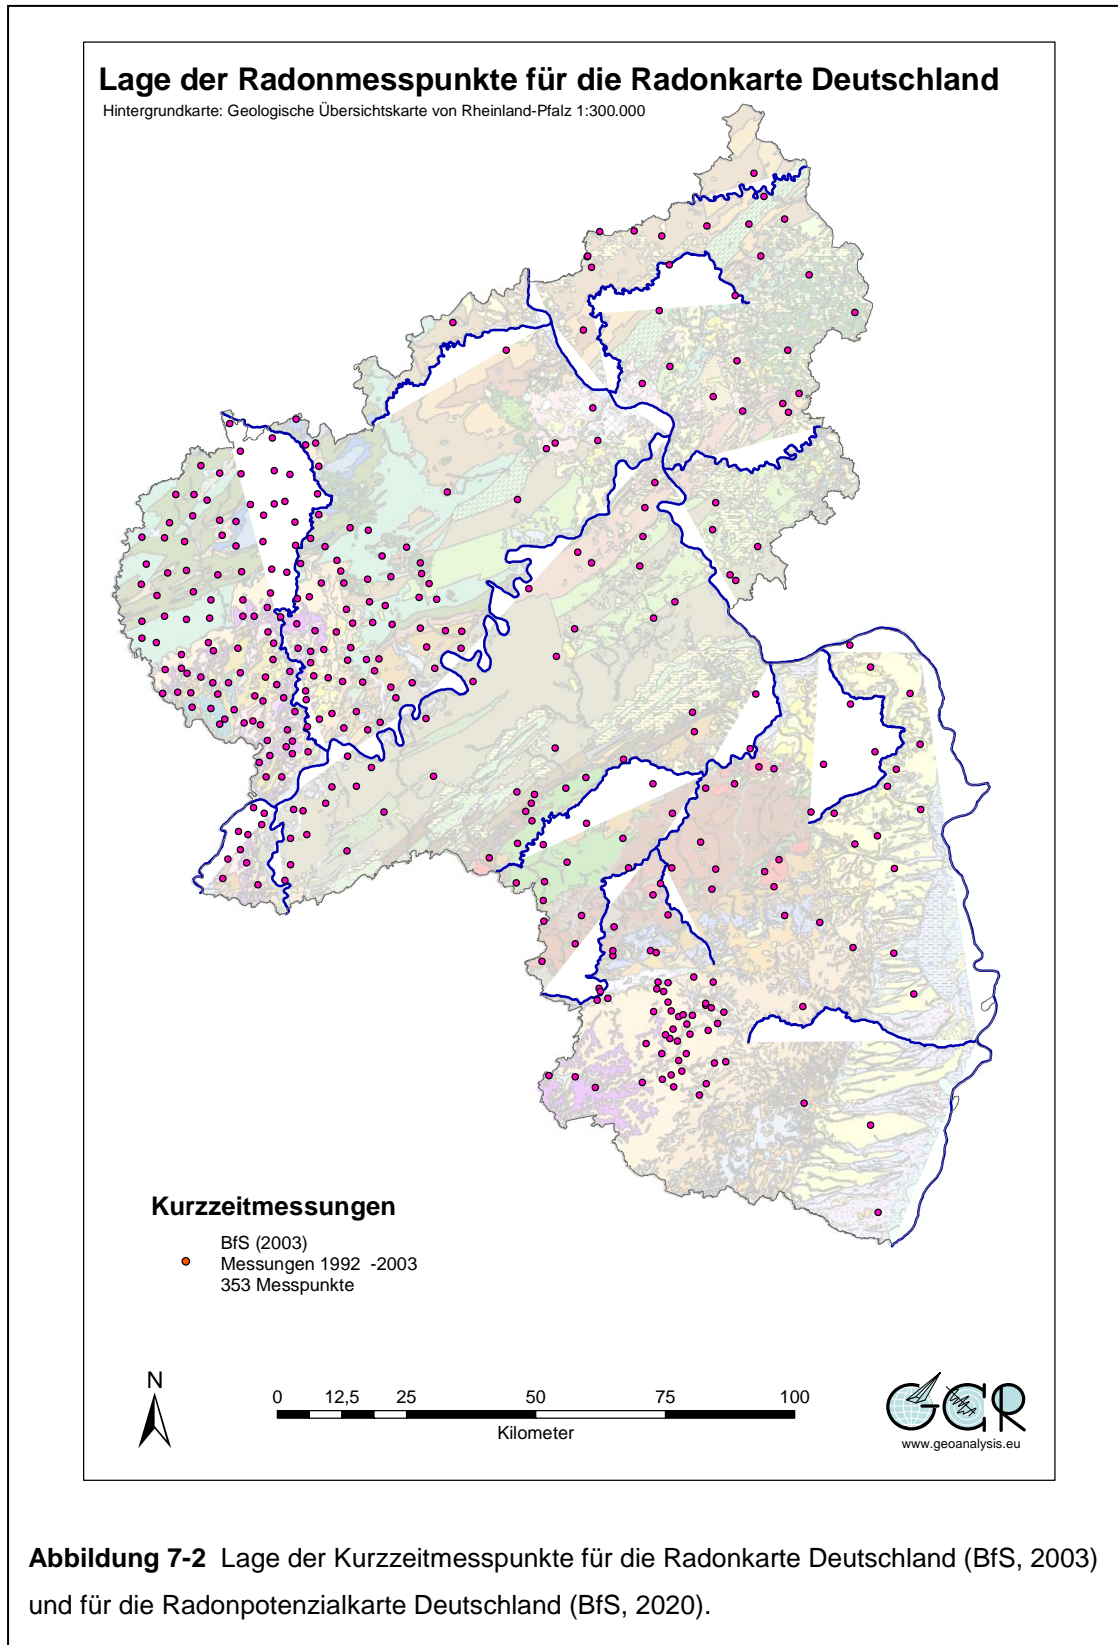 Lage der Radonmesspunkte für die Radonkarte Deutschland
Hintergrundkarte: Geologische Übersichtskarte von Rheinland-Pfalz 1:300.000
Kurzzeitmessungen
BfS (2003)
Messungen 1992 -2003
353 Messpunkte
N
0 12,5 25 50 75 100
Kilometer
GCR
www.geoanalysis.eu
Abbildung 7-2 Lage der Kurzzeitmesspunkte für die Radonkarte Deutschland (BfS, 2003)
und für die Radonpotenzialkarte Deutschland (BfS, 2020).